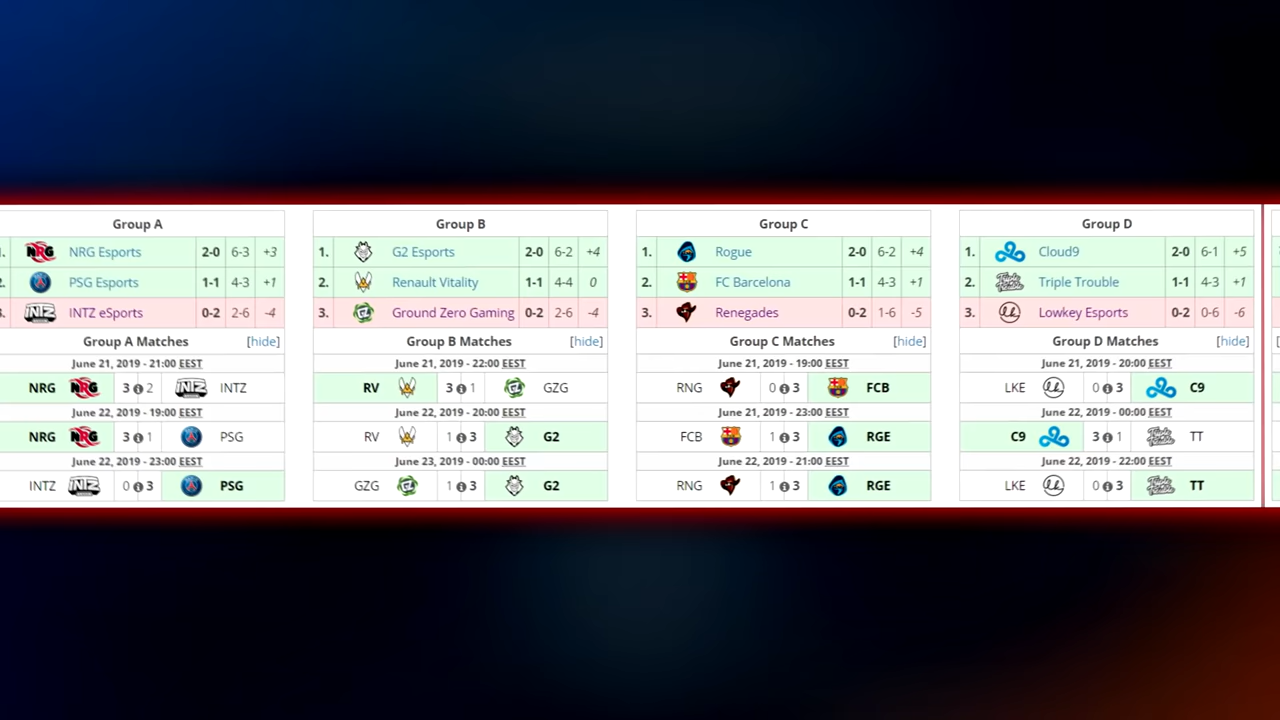 Group A
NRG Esports 2-0 6-3 +3
2. PSG Esports 1-1 4-3 +1
3. INTZ eSports 0-2 2-6 -4
Group A Matches [hide]
June 21, 2019 - 21:00 EEST
NRG 3 2 INTZ
June 22, 2019 - 19:00 EEST
NRG 3 1 PSG
June 22, 2019 - 23:00 EEST
INTZ 0 3 PSG
Group B
1. G2 Esports 2-0 6-2 +4
2. Renault Vitality 1-1 4-4 0
3. Ground Zero Gaming 0-2 2-6 -4
Group B Matches [hide]
June 21, 2019 - 22:00 EEST
RV 3 1 GZG
June 22, 2019 - 20:00 EEST
RV 1 3 G2
June 23, 2019 - 00:00 EEST
GZG 1 3 G2
Group C
1. Rogue 2-0 6-2 +4
2. FC Barcelona 1-1 4-3 +1
3. Renegades 0-2 1-6 -5
Group C Matches [hide]
June 21, 2019 - 19:00 EEST
RNG 0 3 FCB
June 21, 2019 - 23:00 EEST
FCB 1 3 RGE
June 22, 2019 - 21:00 EEST
RNG 1 3 RGE
Group D
1. Cloud9 2-0 6-1 +5
2. Triple Trouble 1-1 4-3 +1
3. Lowkey Esports 0-2 0-6 -6
Group D Matches [hide]
June 21, 2019 - 20:00 EEST
LKE 0 3 C9
June 22, 2019 - 00:00 EEST
C9 3 1 TT
June 22, 2019 - 22:00 EEST
LKE 0 3 TT